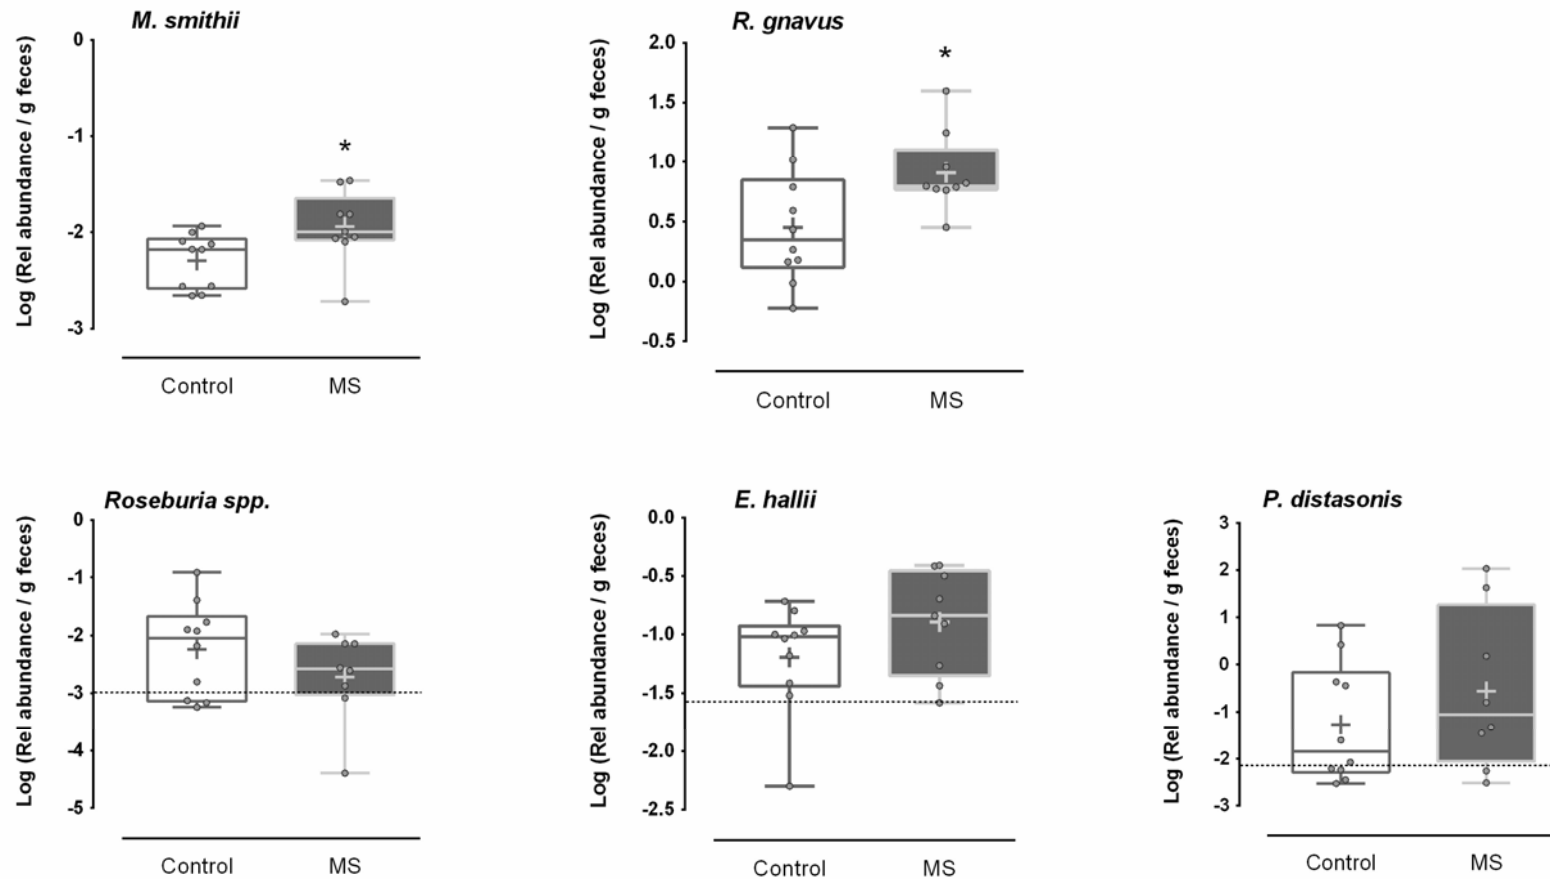 M. smithii
Log (Rel abundance / g feces)
0
-1
-2
-3
*
Control
MS
R. gnavus
Log (Rel abundance / g feces)
2.0
1.5
1.0
0.5
0.0
-0.5
*
Control
MS
Roseburia spp.
Log (Rel abundance / g feces)
0
-1
-2
-3
-4
-5
Control
MS
E. hallii
Log (Rel abundance / g feces)
0.0
-0.5
-1.0
-1.5
-2.0
-2.5
Control
MS
P. distasonis
Log (Rel abundance / g feces)
3
2
1
0
-1
-2
-3
Control
MS